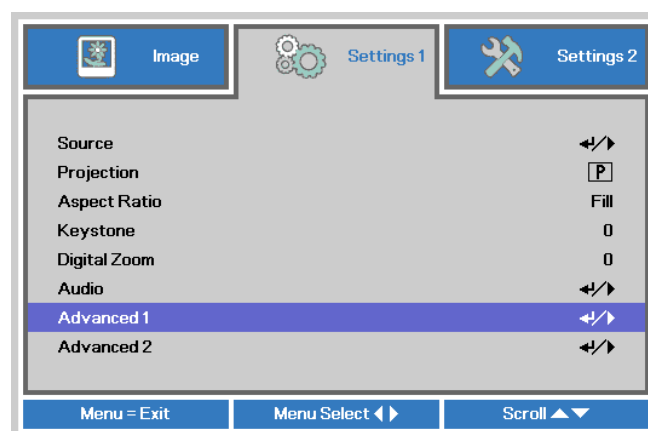 Image Settings 1 Settings 2
Source
Projection P
Aspect Ratio Fill
Keystone 0
Digital Zoom 0
Audio
Advanced 1
Advanced 2
Menu = Exit Menu Select Scroll